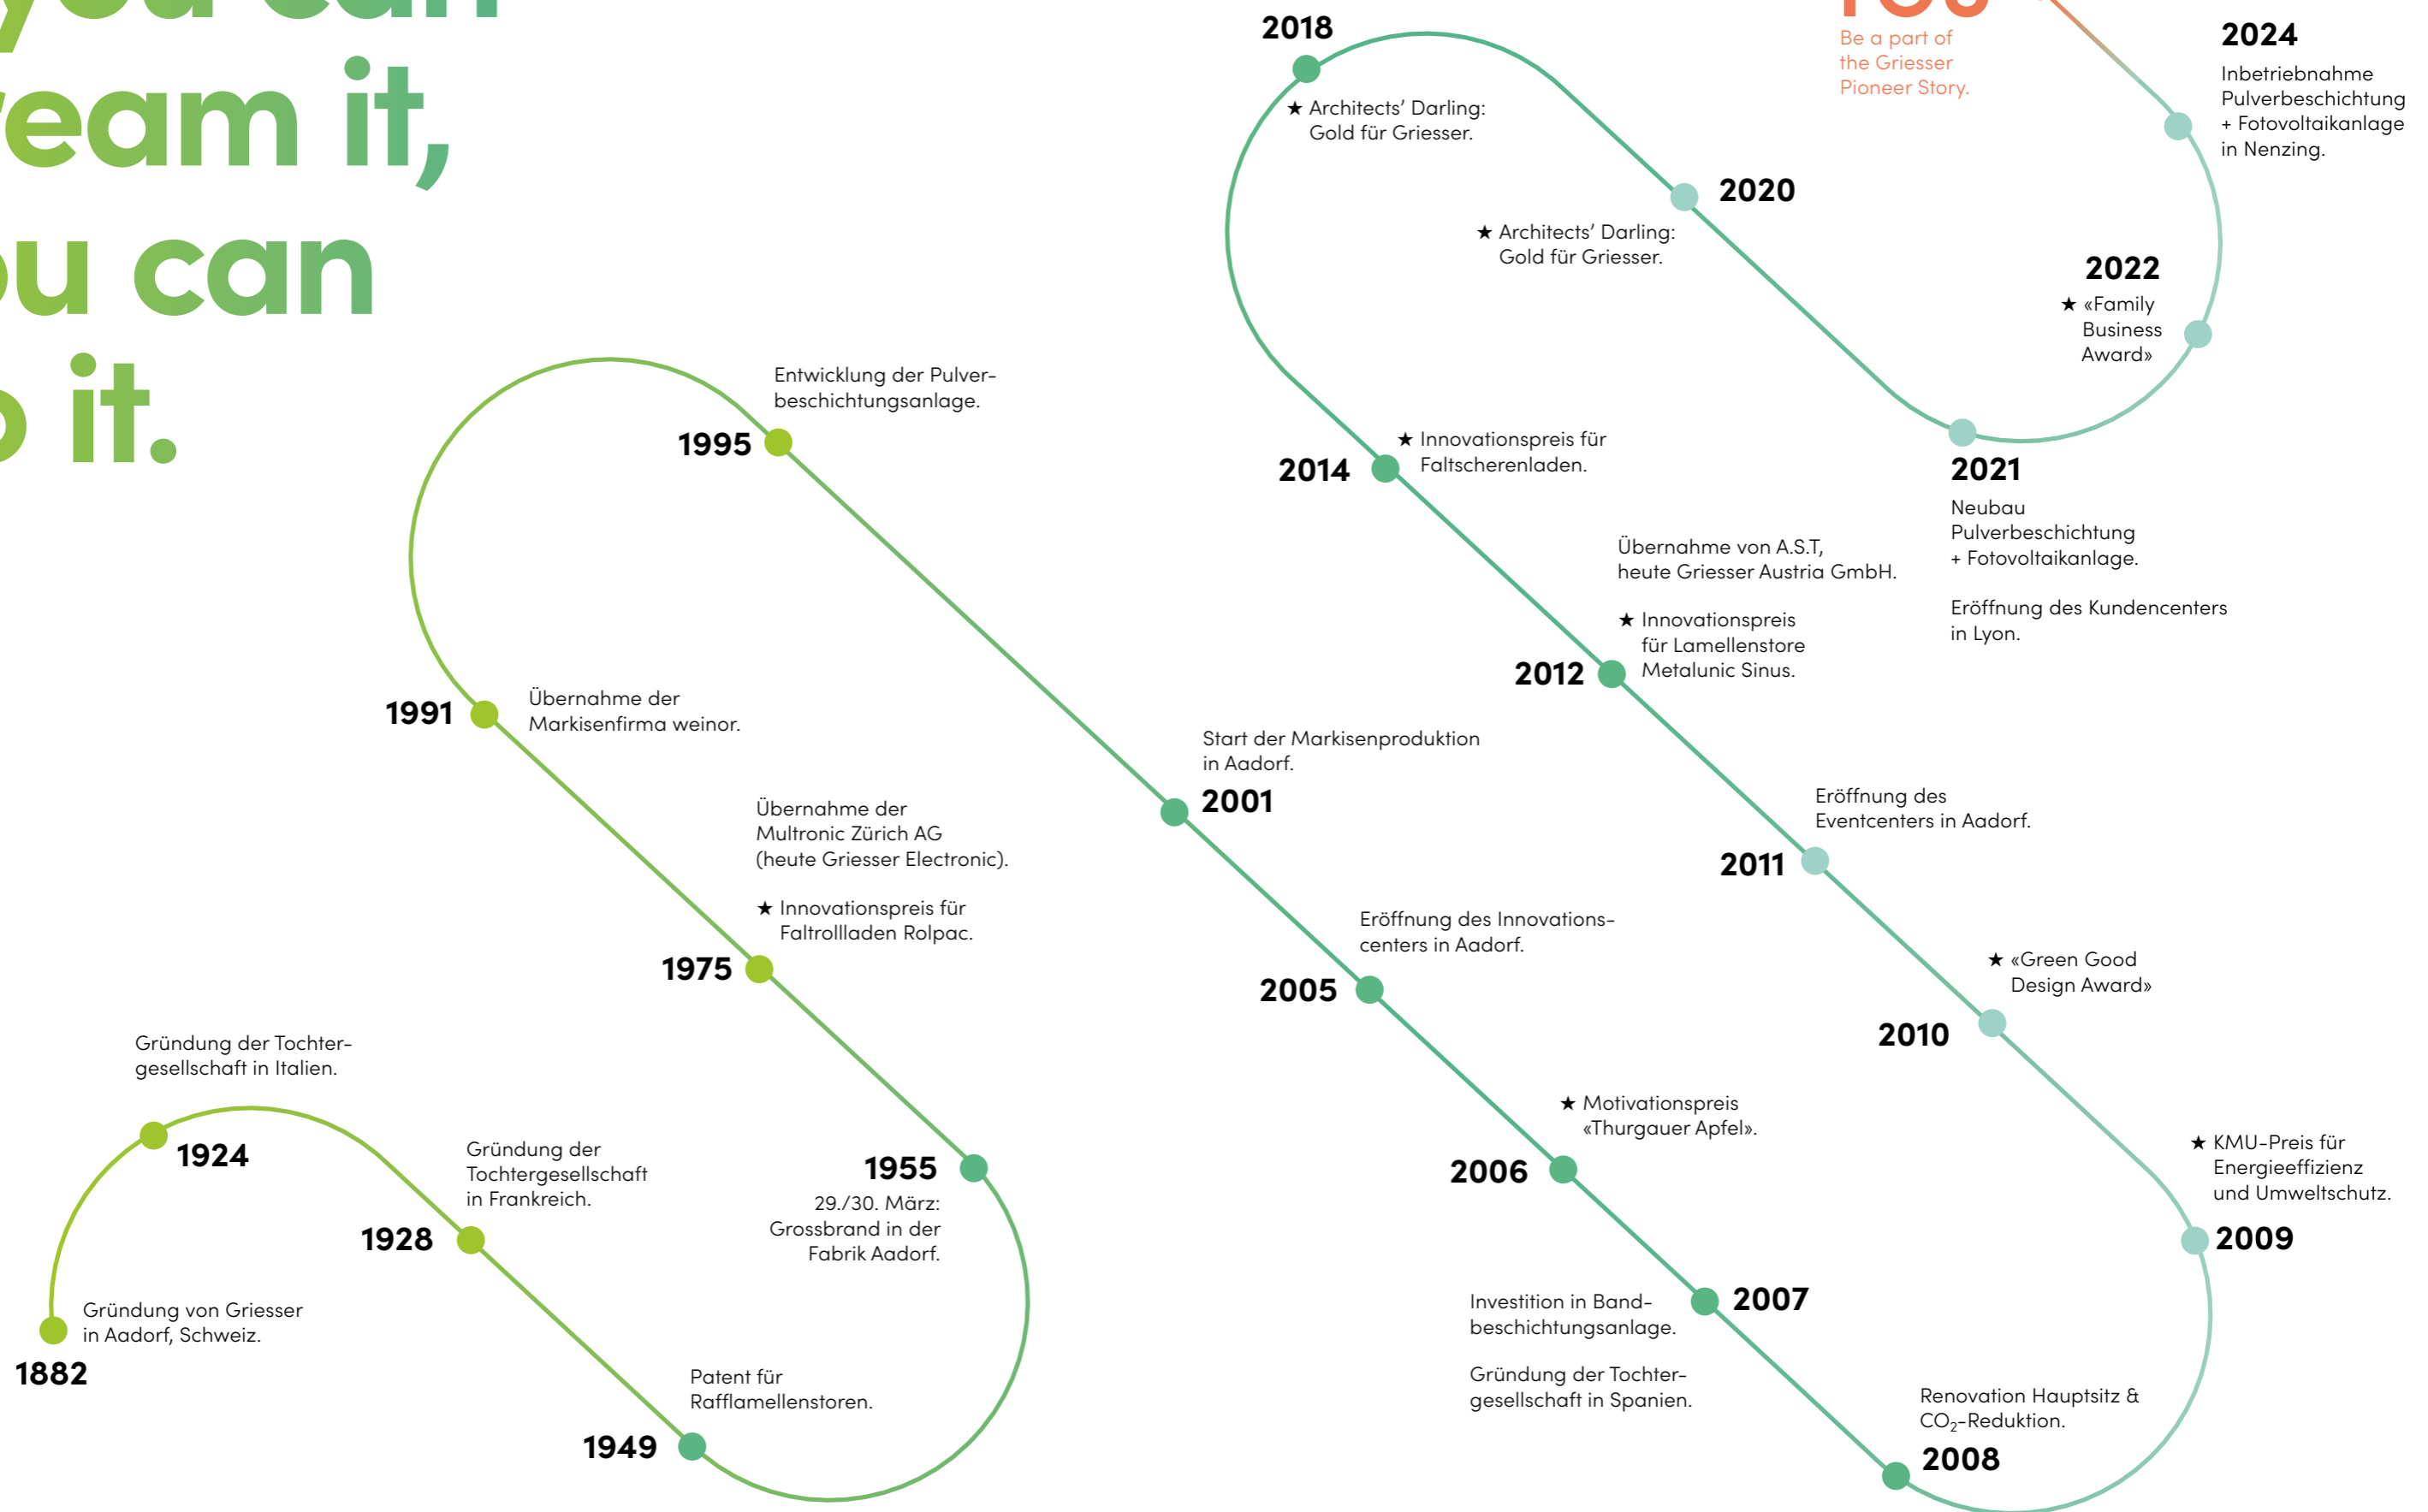 you can
ream it,
ou can
it.
1882
Gründung von Griesser
in Aadorf, Schweiz.
Gründung der Tochter-
gesellschaft in Italien.
1924
Gründung der
Tochtergesellschaft
in Frankreich.
1928
Patent für
Rafflamellenstoren.
1949
1955
29./30. März:
Grossbrand in der
Fabrik Aadorf.
Übernahme der
Multronic Zürich AG
(heute Griesser Electronic).
★ Innovationspreis für
Faltrollladen Rolpac.
1975
1991
Übernahme der
Markisenfirma weinor.
Entwicklung der Pulver-
beschichtungsanlage.
1995
Start der Markisenproduktion
in Aadorf.
2001
Eröffnung des Innovations-
centers in Aadorf.
2005
★ Motivationspreis
«Thurgauer Apfel».
2006
2007
Investition in Band-
beschichtungsanlage.
Gründung der Tochter-
gesellschaft in Spanien.
Renovation Hauptsitz &
CO₂-Reduktion.
2008
★ KMU-Preis für
Energieeffizienz
und Umweltschutz.
2009
★ «Green Good
Design Award»
2010
Eröffnung des
Eventcenters in Aadorf.
2011
Übernahme von A.S.T,
heute Griesser Austria GmbH.
★ Innovationspreis
für Lamellenstore
Metalunic Sinus.
2012
★ Innovationspreis für
Faltscherenladen.
2014
2018
★ Architects’ Darling:
Gold für Griesser.
2020
★ Architects’ Darling:
Gold für Griesser.
2021
Neubau
Pulverbeschichtung
+ Fotovoltaikanlage.
Eröffnung des Kundencenters
in Lyon.
2022
★ «Family
Business
Award»
2024
Inbetriebnahme
Pulverbeschichtung
+ Fotovoltaikanlage
in Nenzing.
Be a part of
the Griesser
Pioneer Story.